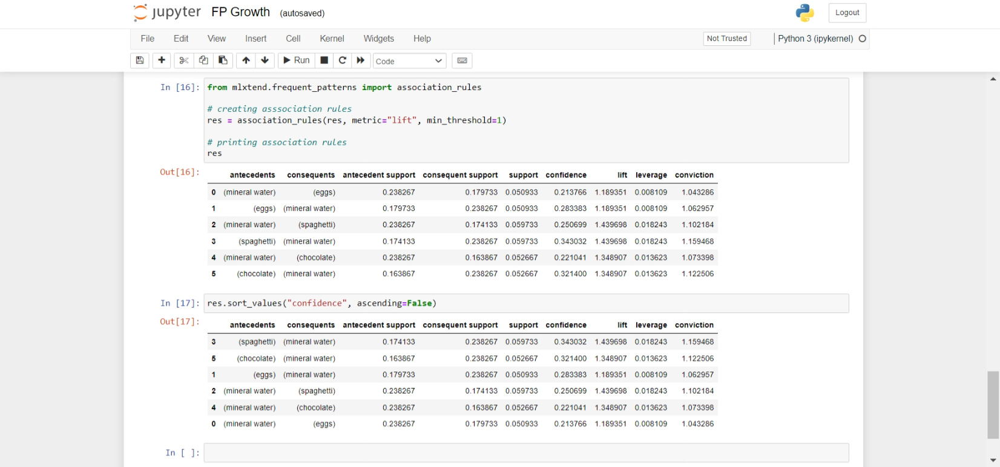 jupyter FP Growth (autosaved) Logout
File Edit View Insert Cell Kernel Widgets Help Not Trusted Python 3 (ipykernel)
Run Code
In [16]: from mlxtend.frequent_patterns import association_rules
# creating asssociation rules
res = association_rules(res, metric="lift", min_threshold=1)
# printing association rules
res
Out[16]: antecedents consequents antecedent support consequent support support confidence lift leverage conviction
0 (mineral water) (eggs) 0.238267 0.179733 0.050933 0.213766 1.189351 0.008109 1.043286
1 (eggs) (mineral water) 0.179733 0.238267 0.050933 0.283383 1.189351 0.008109 1.062957
2 (mineral water) (spaghetti) 0.238267 0.174133 0.059733 0.250699 1.439698 0.018243 1.102184
3 (spaghetti) (mineral water) 0.174133 0.238267 0.059733 0.343032 1.439698 0.018243 1.159468
4 (mineral water) (chocolate) 0.238267 0.163867 0.052667 0.221041 1.348907 0.013623 1.073398
5 (chocolate) (mineral water) 0.163867 0.238267 0.052667 0.321400 1.348907 0.013623 1.122506
In [17]: res.sort_values("confidence", ascending=False)
Out[17]: antecedents consequents antecedent support consequent support support confidence lift leverage conviction
3 (spaghetti) (mineral water) 0.174133 0.238267 0.059733 0.343032 1.439698 0.018243 1.159468
5 (chocolate) (mineral water) 0.163867 0.238267 0.052667 0.321400 1.348907 0.013623 1.122506
1 (eggs) (mineral water) 0.179733 0.238267 0.050933 0.283383 1.189351 0.008109 1.062957
2 (mineral water) (spaghetti) 0.238267 0.174133 0.059733 0.250699 1.439698 0.018243 1.102184
4 (mineral water) (chocolate) 0.238267 0.163867 0.052667 0.221041 1.348907 0.013623 1.073398
0 (mineral water) (eggs) 0.238267 0.179733 0.050933 0.213766 1.189351 0.008109 1.043286
In [ ]: